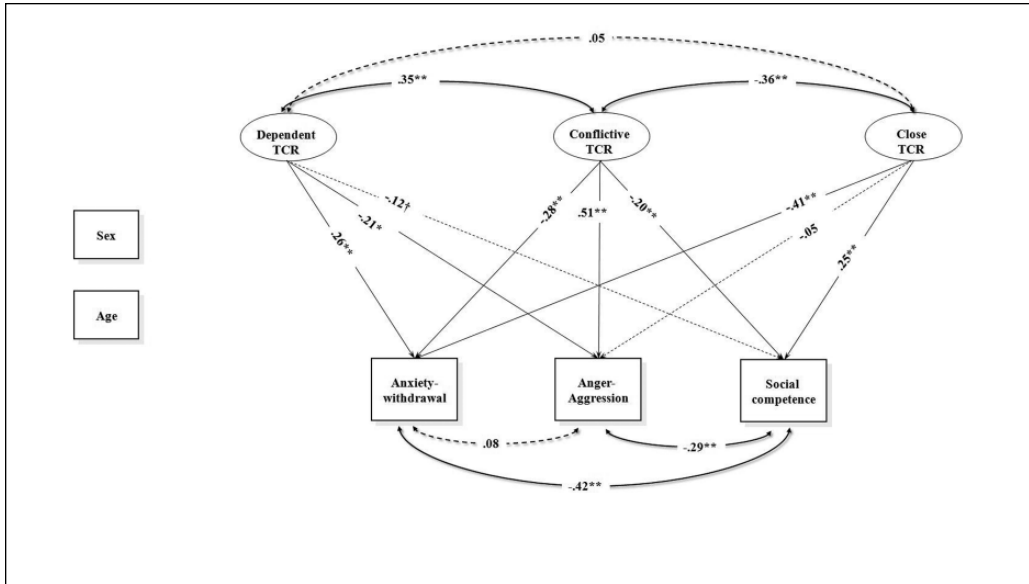 .05
.35**
-.36**
Dependent
TCR
Conflictive
TCR
Close
TCR
-.12†
-.28**
.51**
-.20**
-.41**
-.21*
-.05
.26**
.25**
Sex
Age
Anxiety-
withdrawal
Anger-
Aggression
Social
competence
.08
-.29**
-.42**